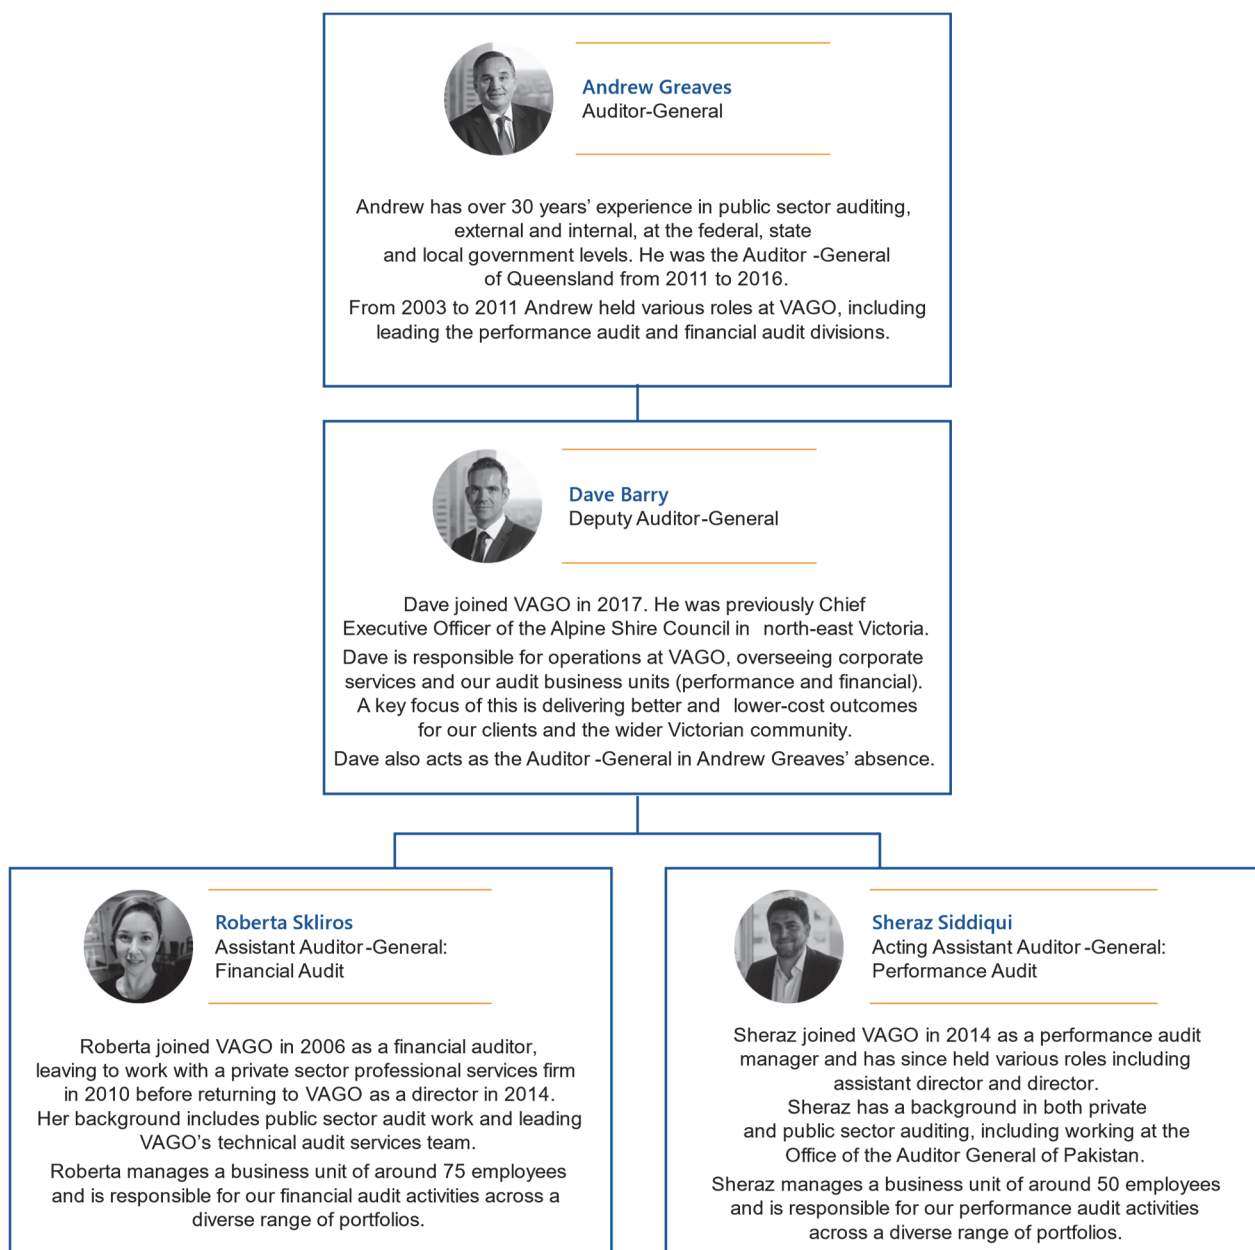 Andrew Greaves
Auditor-General
Andrew has over 30 years’ experience in public sector auditing,
external and internal, at the federal, state
and local government levels. He was the Auditor -General
of Queensland from 2011 to 2016.
From 2003 to 2011 Andrew held various roles at VAGO, including
leading the performance audit and financial audit divisions.
Dave Barry
Deputy Auditor-General
Dave joined VAGO in 2017. He was previously Chief
Executive Officer of the Alpine Shire Council in north-east Victoria.
Dave is responsible for operations at VAGO, overseeing corporate
services and our audit business units (performance and financial).
A key focus of this is delivering better and lower-cost outcomes
for our clients and the wider Victorian community.
Dave also acts as the Auditor -General in Andrew Greaves’ absence.
Roberta Skliros
Assistant Auditor -General:
Financial Audit
Roberta joined VAGO in 2006 as a financial auditor,
leaving to work with a private sector professional services firm
in 2010 before returning to VAGO as a director in 2014.
Her background includes public sector audit work and leading
VAGO’s technical audit services team.
Roberta manages a business unit of around 75 employees
and is responsible for our financial audit activities across a
diverse range of portfolios.
Sheraz Siddiqui
Acting Assistant Auditor -General:
Performance Audit
Sheraz joined VAGO in 2014 as a performance audit
manager and has since held various roles including
assistant director and director.
Sheraz has a background in both private
and public sector auditing, including working at the
Office of the Auditor General of Pakistan.
Sheraz manages a business unit of around 50 employees
and is responsible for our performance audit activities
across a diverse range of portfolios.